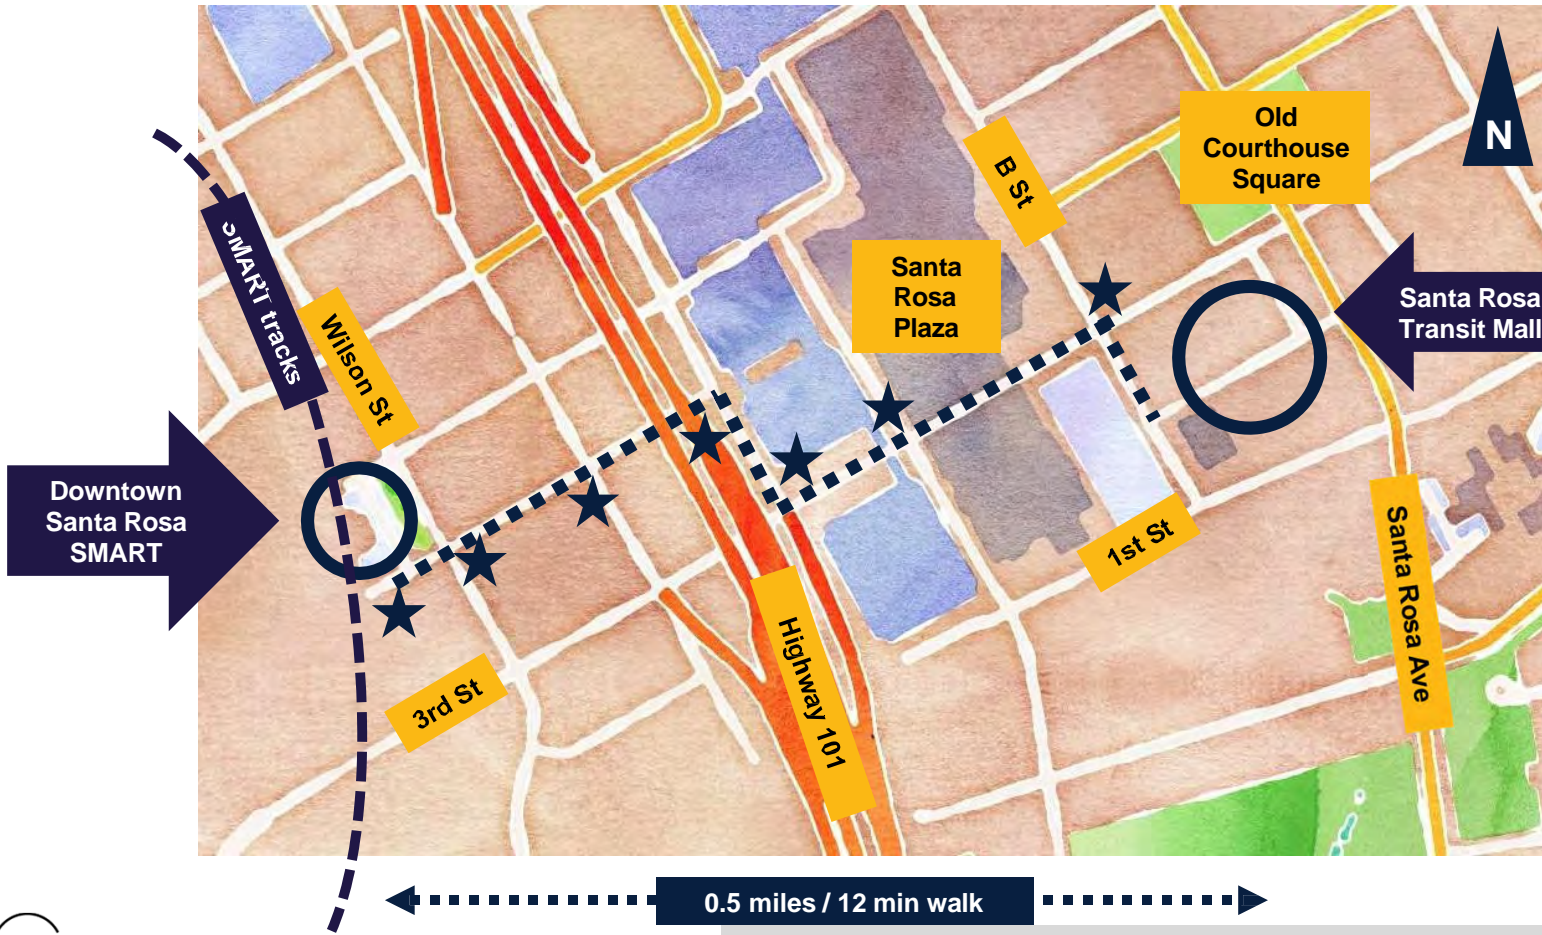 Old
Courthouse
Square
N
B St
SMART tracks
Santa
Rosa
Plaza
Santa Rosa
Transit Mall
Wilson St
Downtown
Santa Rosa
SMART
1st St
Santa Rosa Ave
Highway 101
3rd St
0.5 miles / 12 min walk